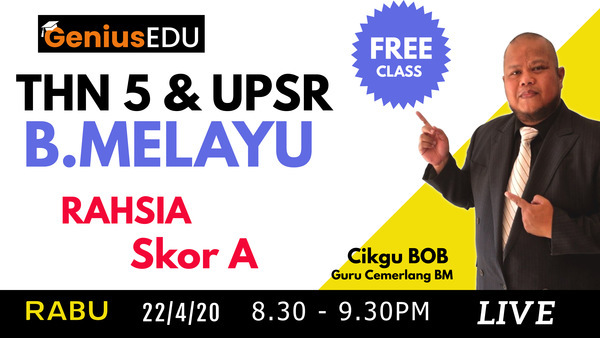 GeniusEDU
FREE
CLASS
THN 5 & UPSR
B.MELAYU
RAHSIA
Skor A
Cikgu BOB
Guru Cemerlang BM
RABU 22/4/20 8.30 - 9.30PM LIVE